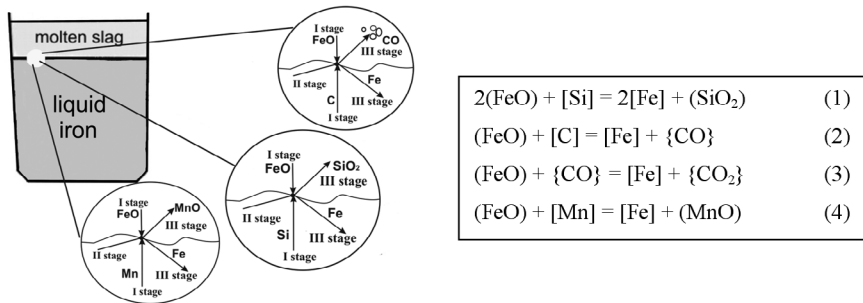 molten slag
liquid
iron
I stage
FeO
CO
III stage
II stage
Fe
C
III stage
I stage
I stage
FeO
SiO₂
III stage
II stage
Fe
Si
III stage
I stage
I stage
FeO
MnO
III stage
II stage
Fe
Mn
III stage
I stage
2(FeO) + [Si] = 2[Fe] + (SiO₂) (1)
(FeO) + [C] = [Fe] + {CO} (2)
(FeO) + {CO} = [Fe] + {CO₂} (3)
(FeO) + [Mn] = [Fe] + (MnO) (4)